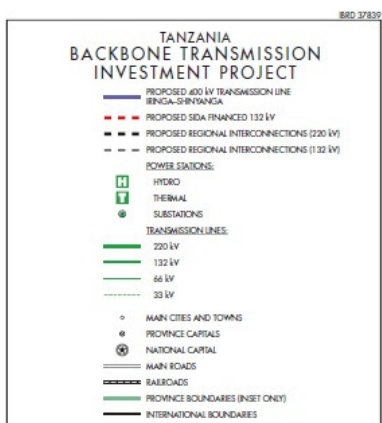 IBRD 37839
TANZANIA
BACKBONE TRANSMISSION
INVESTMENT PROJECT
PROPOSED 400 kV TRANSMISSION LINE
IRINGA–SHINYANGA
PROPOSED SIDA FINANCED 132 kV
PROPOSED REGIONAL INTERCONNECTIONS (220 kV)
PROPOSED REGIONAL INTERCONNECTIONS (132 kV)
POWER STATIONS:
H HYDRO
T THERMAL
SUBSTATIONS
TRANSMISSION LINES:
220 kV
132 kV
66 kV
33 kV
MAIN CITIES AND TOWNS
PROVINCE CAPITALS
NATIONAL CAPITAL
MAIN ROADS
RAILROADS
PROVINCE BOUNDARIES (INSET ONLY)
INTERNATIONAL BOUNDARIES